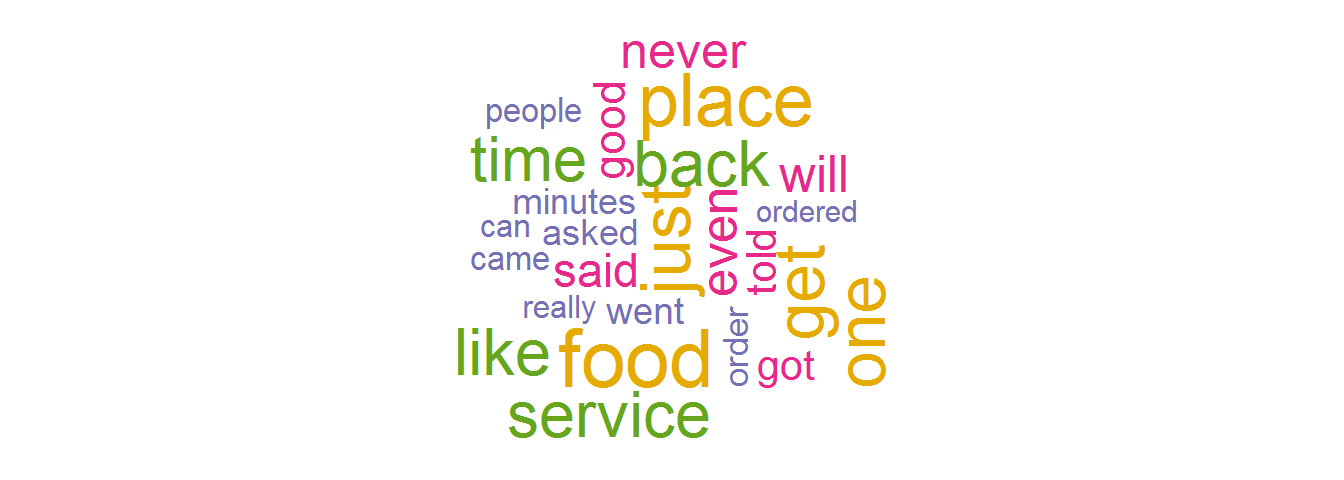 never
place
good
people
time
back
will
minutes
just
even
ordered
can
asked
told
came
said
get
one
really
went
order
like
food
got
service